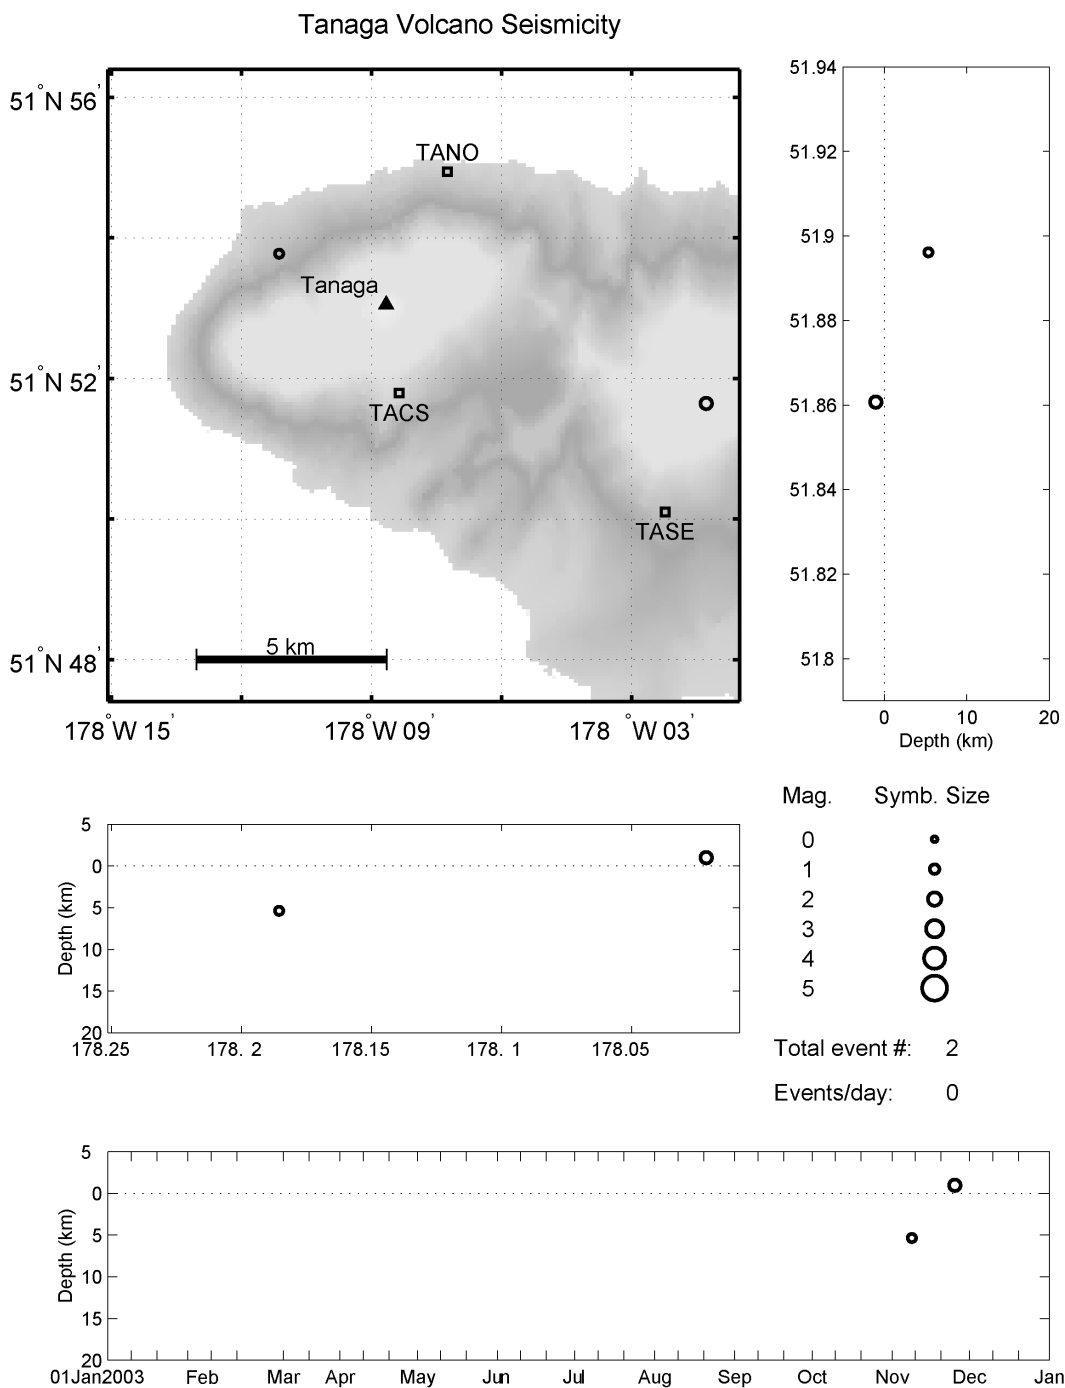 Tanaga Volcano Seismicity
51°N 56'
TANO
Tanaga
51°N 52'
TACS
TASE
51°N 48'
5 km
178°W 15'
178°W 09'
178 °W 03'
51.94
51.92
51.9
51.88
51.86
51.84
51.82
51.8
0 10 20
Depth (km)
Mag. Symb. Size
0
1
2
3
4
5
Total event #: 2
Events/day: 0
5
0
5
10
15
20
Depth (km)
178.25 178. 2 178.15 178. 1 178.05
5
0
5
10
15
20
Depth (km)
01Jan2003 Feb Mar Apr May Jun Jul Aug Sep Oct Nov Dec Jan